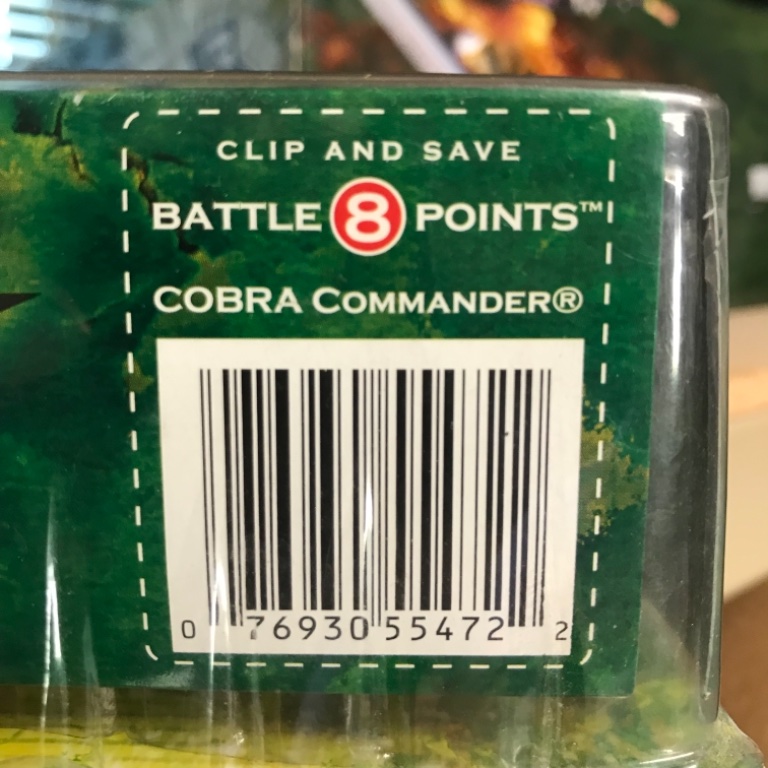 CLIP AND SAVE
BATTLE 8 POINTS™
COBRA COMMANDER®
0 76930 55472 2